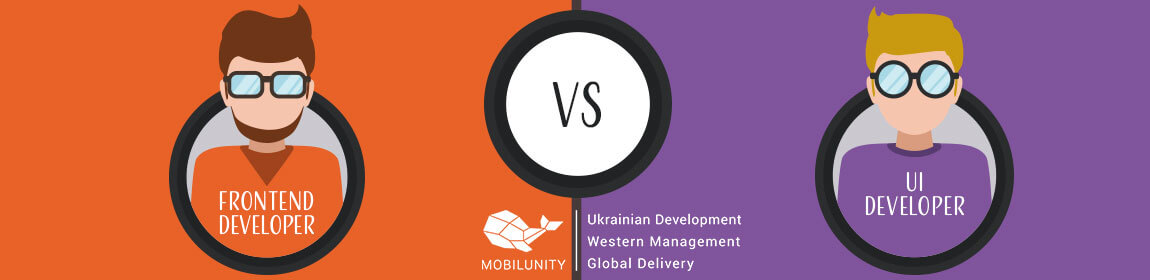 FRONTEND
DEVELOPER
VS
UI
DEVELOPER
MOBILUNITY
Ukrainian Development
Western Management
Global Delivery